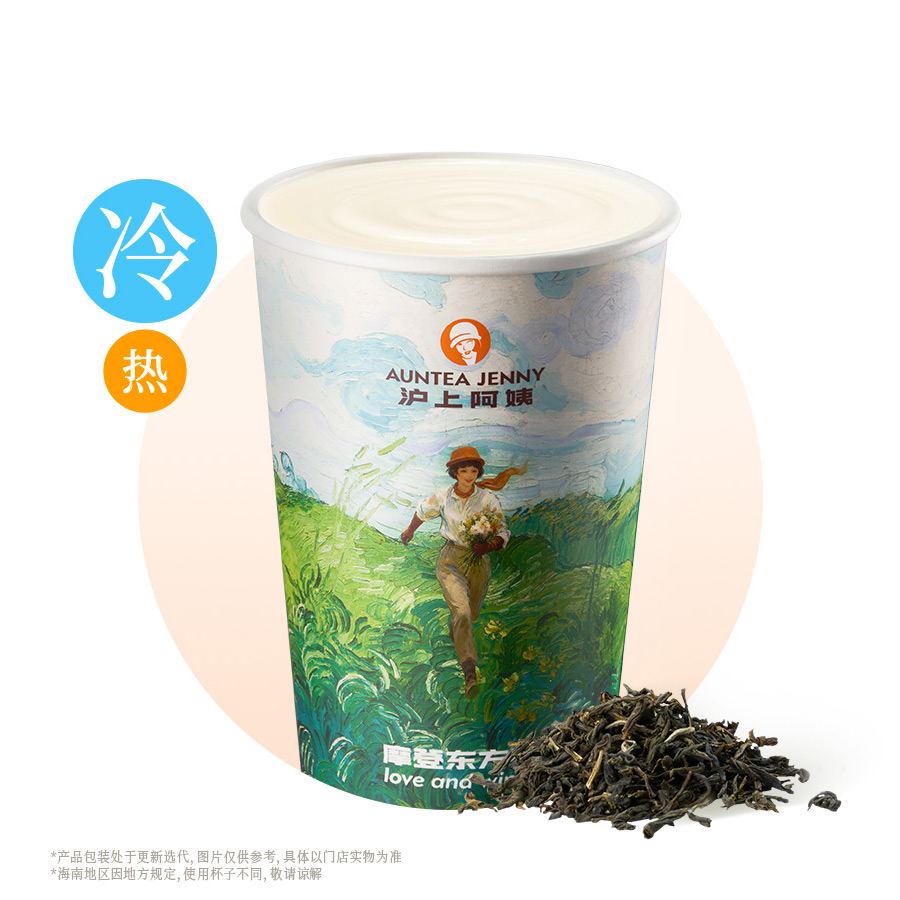 冷
热
AUNTEA JENNY
沪上阿姨
摩登东方
love and
*产品包装处于更新迭代, 图片仅供参考, 具体以门店实物为准
*海南地区因地方规定, 使用杯子不同, 敬请谅解